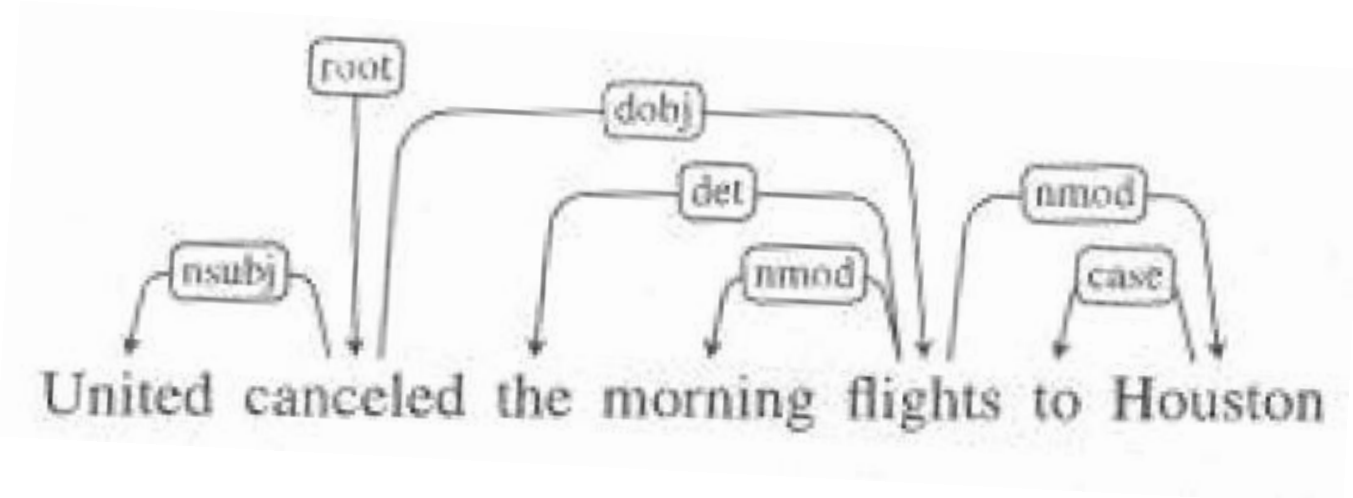 root
dobj
det
nmod
nsubj
nmod
case
United canceled the morning flights to Houston